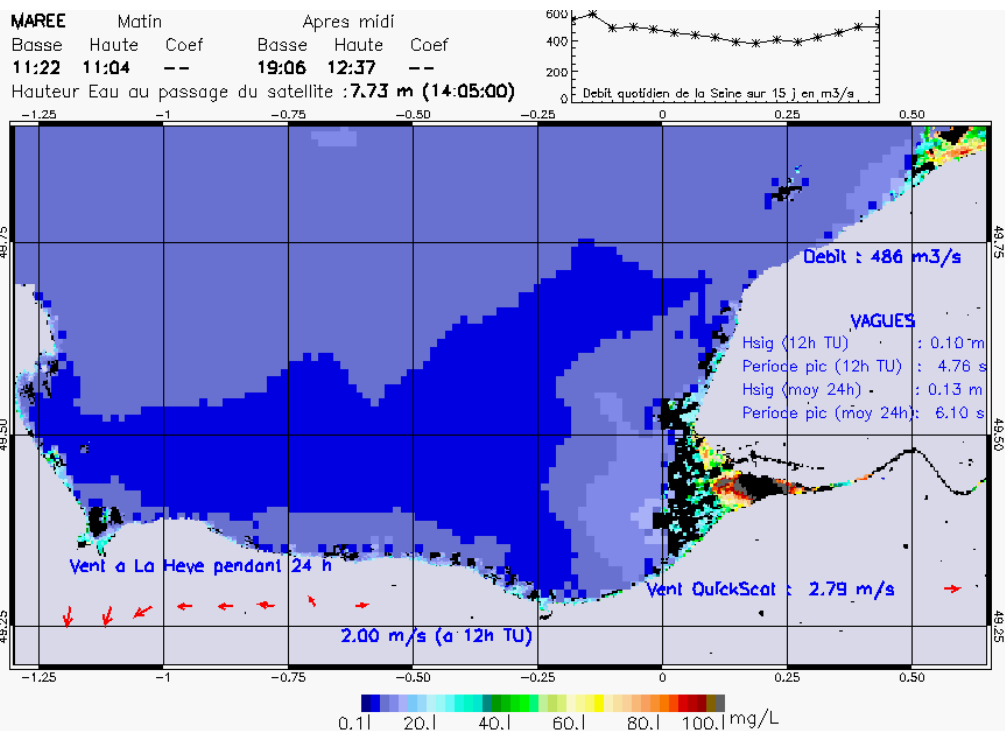 MAREE Matin Apres midi
Basse Haute Coef Basse Haute Coef
11:22 11:04 -- 19:06 12:37 --
Hauteur Eau au passage du satellite : 7.73 m (14:05:00)
600
400
200
0
Debit quotidien de la Seine sur 15 j en m3/s
-1.25 -1 -0.75 -0.50 -0.25 0 0.25 0.50
49.75 49.75
Debit : 486 m3/s
VAGUES
Hsig (12h TU) : 0.10 m
Periode pic (12h TU) : 4.76 s
Hsig (moy 24h) : 0.13 m
Periode pic (moy 24h): 6.10 s
49.50 49.50
Vent a La Heve pendant 24 h
Vent QuickScat : 2.79 m/s
2.00 m/s (a 12h TU)
49.25 49.25
-1.25 -1 -0.75 -0.50 -0.25 0 0.25 0.50
0.1| 20.| 40.| 60.| 80.| 100.| mg/L